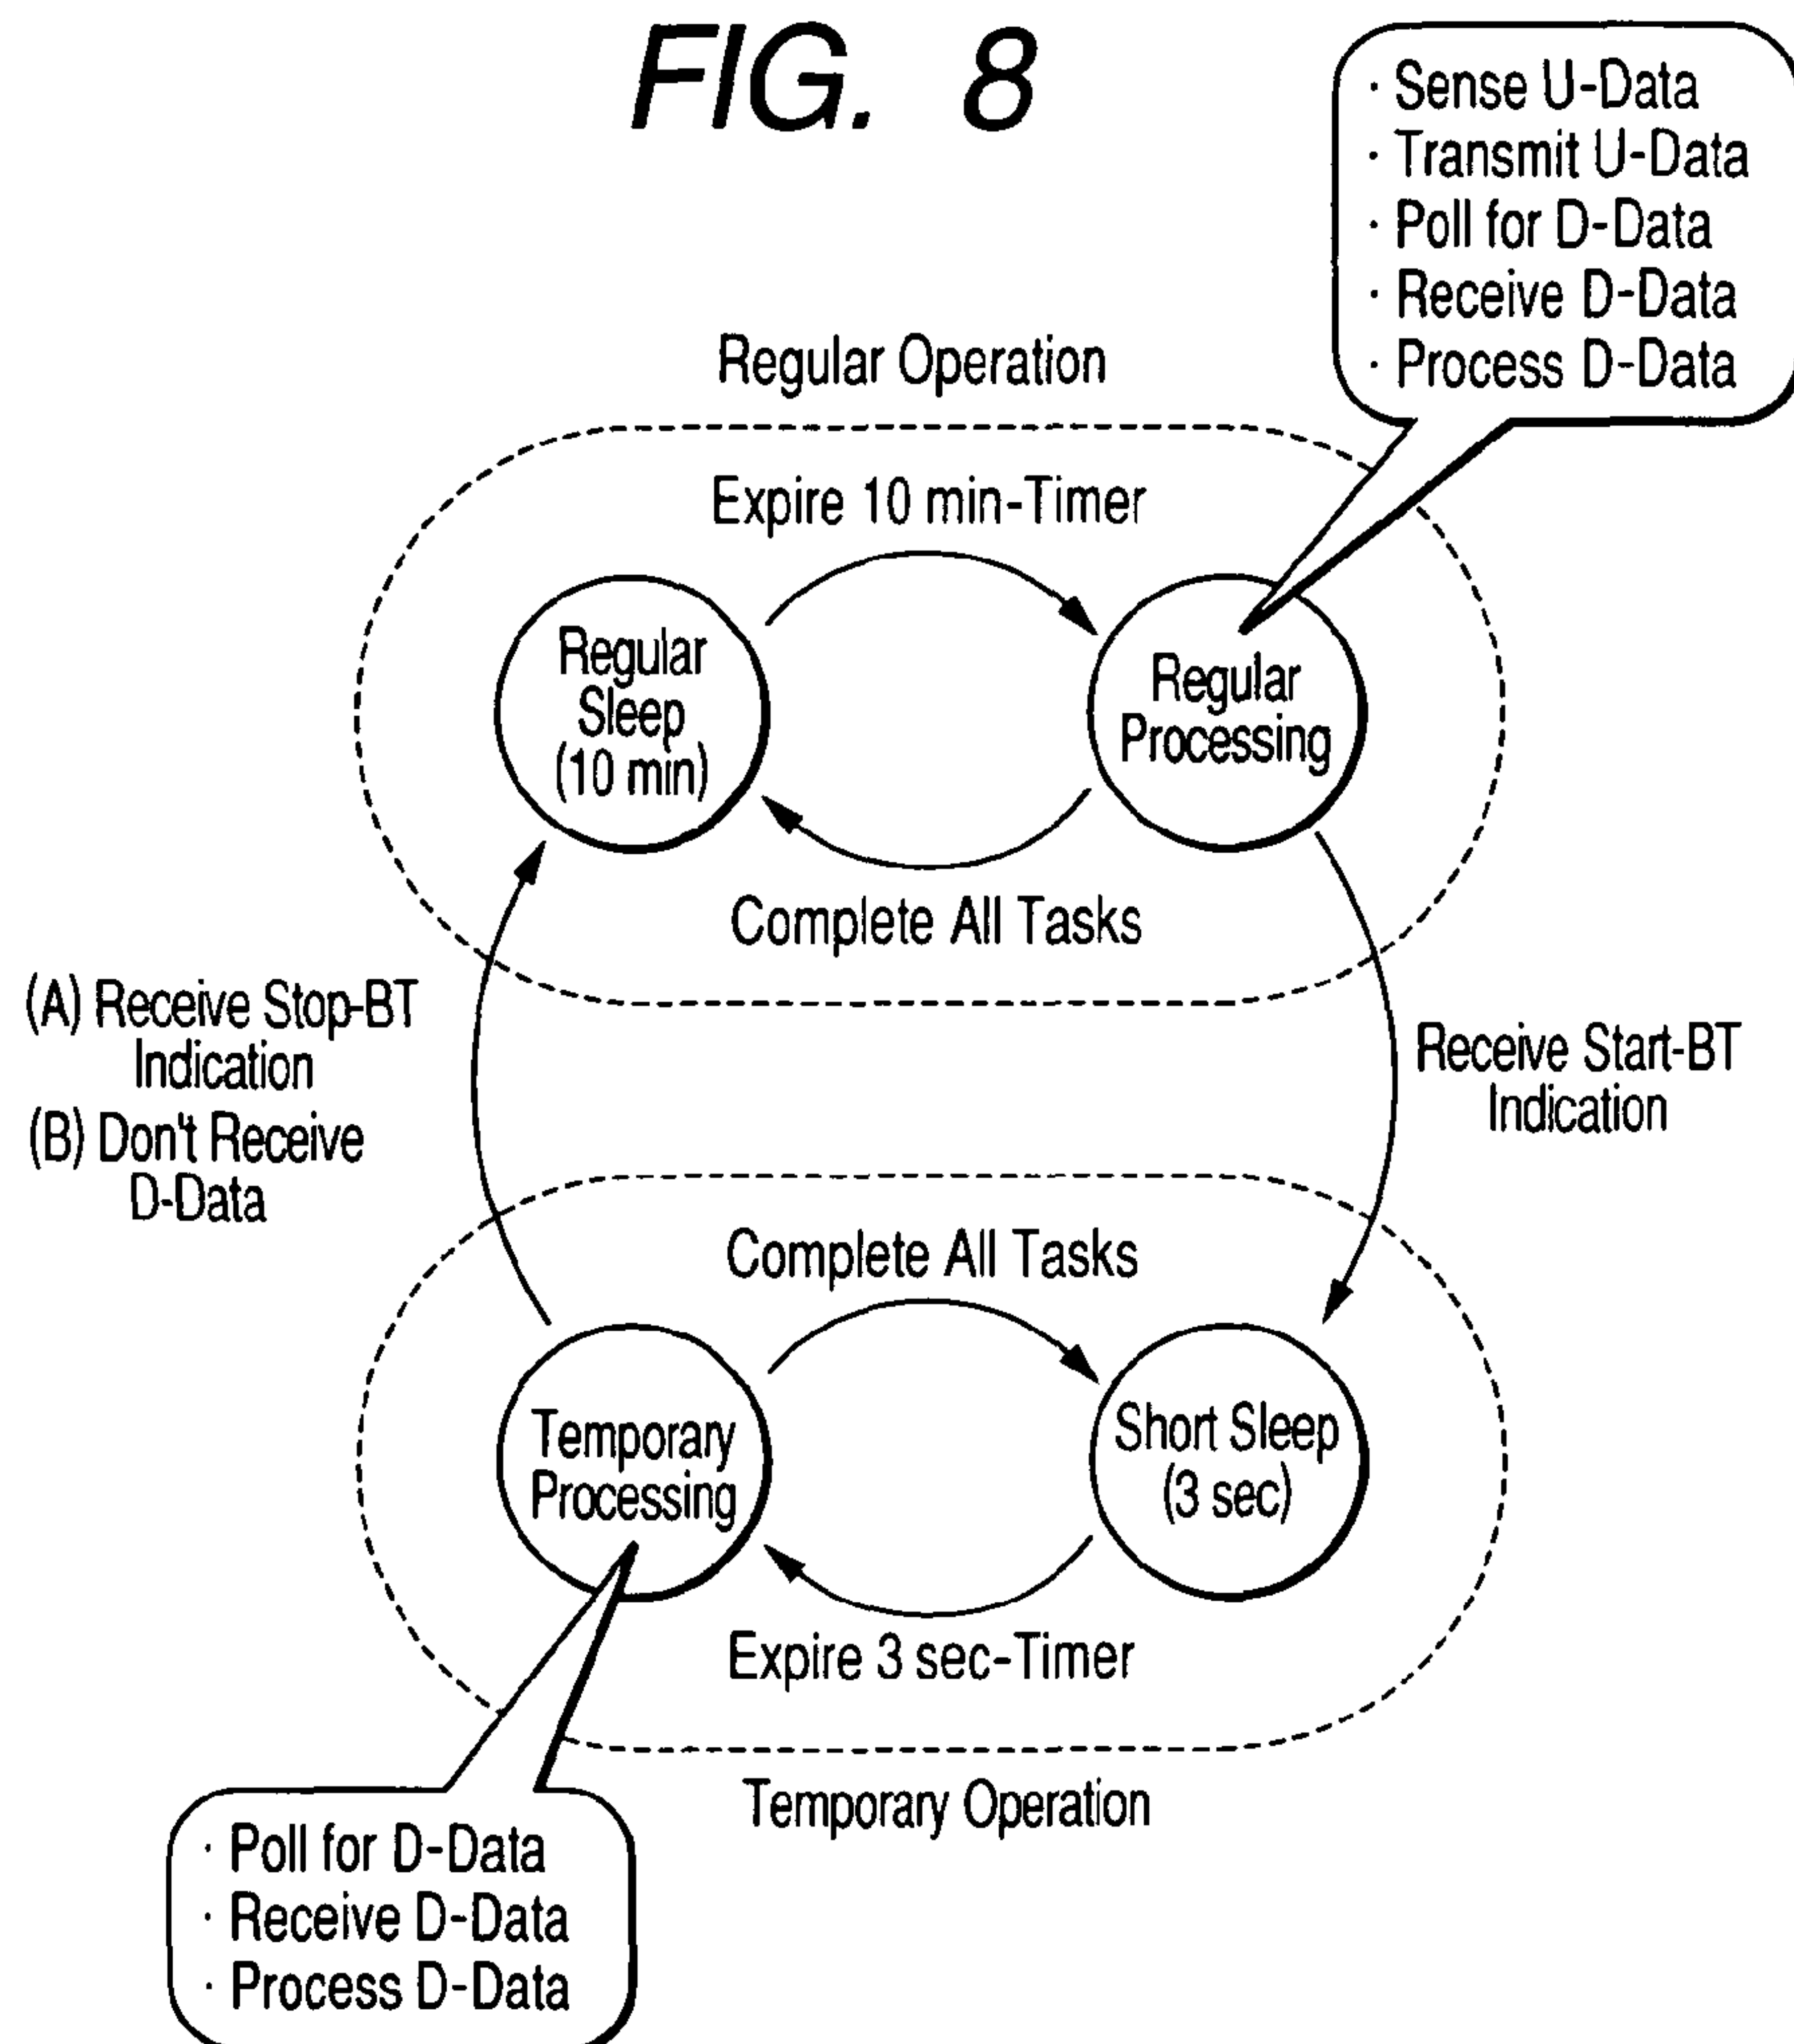 FIG. 8
· Sense U-Data
· Transmit U-Data
· Poll for D-Data
· Receive D-Data
· Process D-Data
Regular Operation
Expire 10 min-Timer
Regular
Sleep
(10 min)
Regular
Processing
Complete All Tasks
(A) Receive Stop-BT
Indication
(B) Don't Receive
D-Data
Receive Start-BT
Indication
Complete All Tasks
Temporary
Processing
Short Sleep
(3 sec)
Expire 3 sec-Timer
Temporary Operation
· Poll for D-Data
· Receive D-Data
· Process D-Data